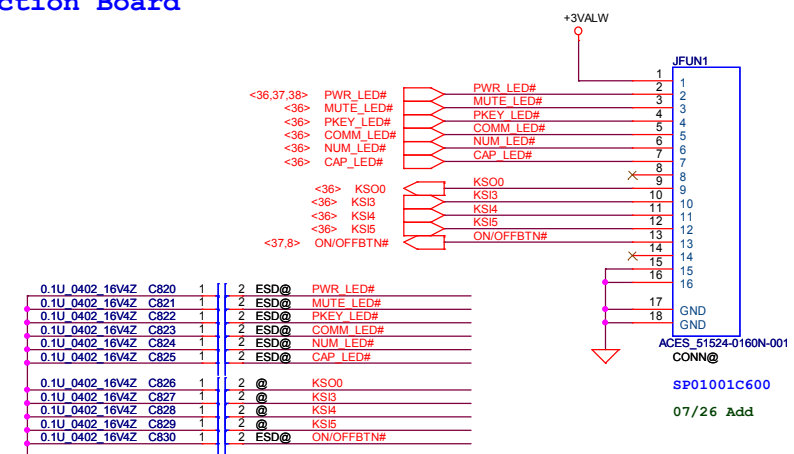 ction Board
+3VALW
JFUN1
<36,37,38> PWR_LED# PWR_LED# 1 1
<36> MUTE_LED# MUTE_LED# 2 2
<36> PKEY_LED# PKEY_LED# 3 3
<36> COMM_LED# COMM_LED# 4 4
<36> NUM_LED# NUM_LED# 5 5
<36> CAP_LED# CAP_LED# 6 6
7 7
8 8
<36> KSO0 KSO0 9 9
<36> KSI3 KSI3 10 10
<36> KSI4 KSI4 11 11
<36> KSI5 KSI5 12 12
<37,8> ON/OFFBTN# ON/OFFBTN# 13 13
14 14
15 15
16 16
17 GND
18 GND
ACES_51524-0160N-001
CONN@
SP01001C600
07/26 Add
0.1U_0402_16V4Z C820 1 2 ESD@ PWR_LED#
0.1U_0402_16V4Z C821 1 2 ESD@ MUTE_LED#
0.1U_0402_16V4Z C822 1 2 ESD@ PKEY_LED#
0.1U_0402_16V4Z C823 1 2 ESD@ COMM_LED#
0.1U_0402_16V4Z C824 1 2 ESD@ NUM_LED#
0.1U_0402_16V4Z C825 1 2 ESD@ CAP_LED#
0.1U_0402_16V4Z C826 1 2 @ KSO0
0.1U_0402_16V4Z C827 1 2 @ KSI3
0.1U_0402_16V4Z C828 1 2 @ KSI4
0.1U_0402_16V4Z C829 1 2 @ KSI5
0.1U_0402_16V4Z C830 1 2 ESD@ ON/OFFBTN#